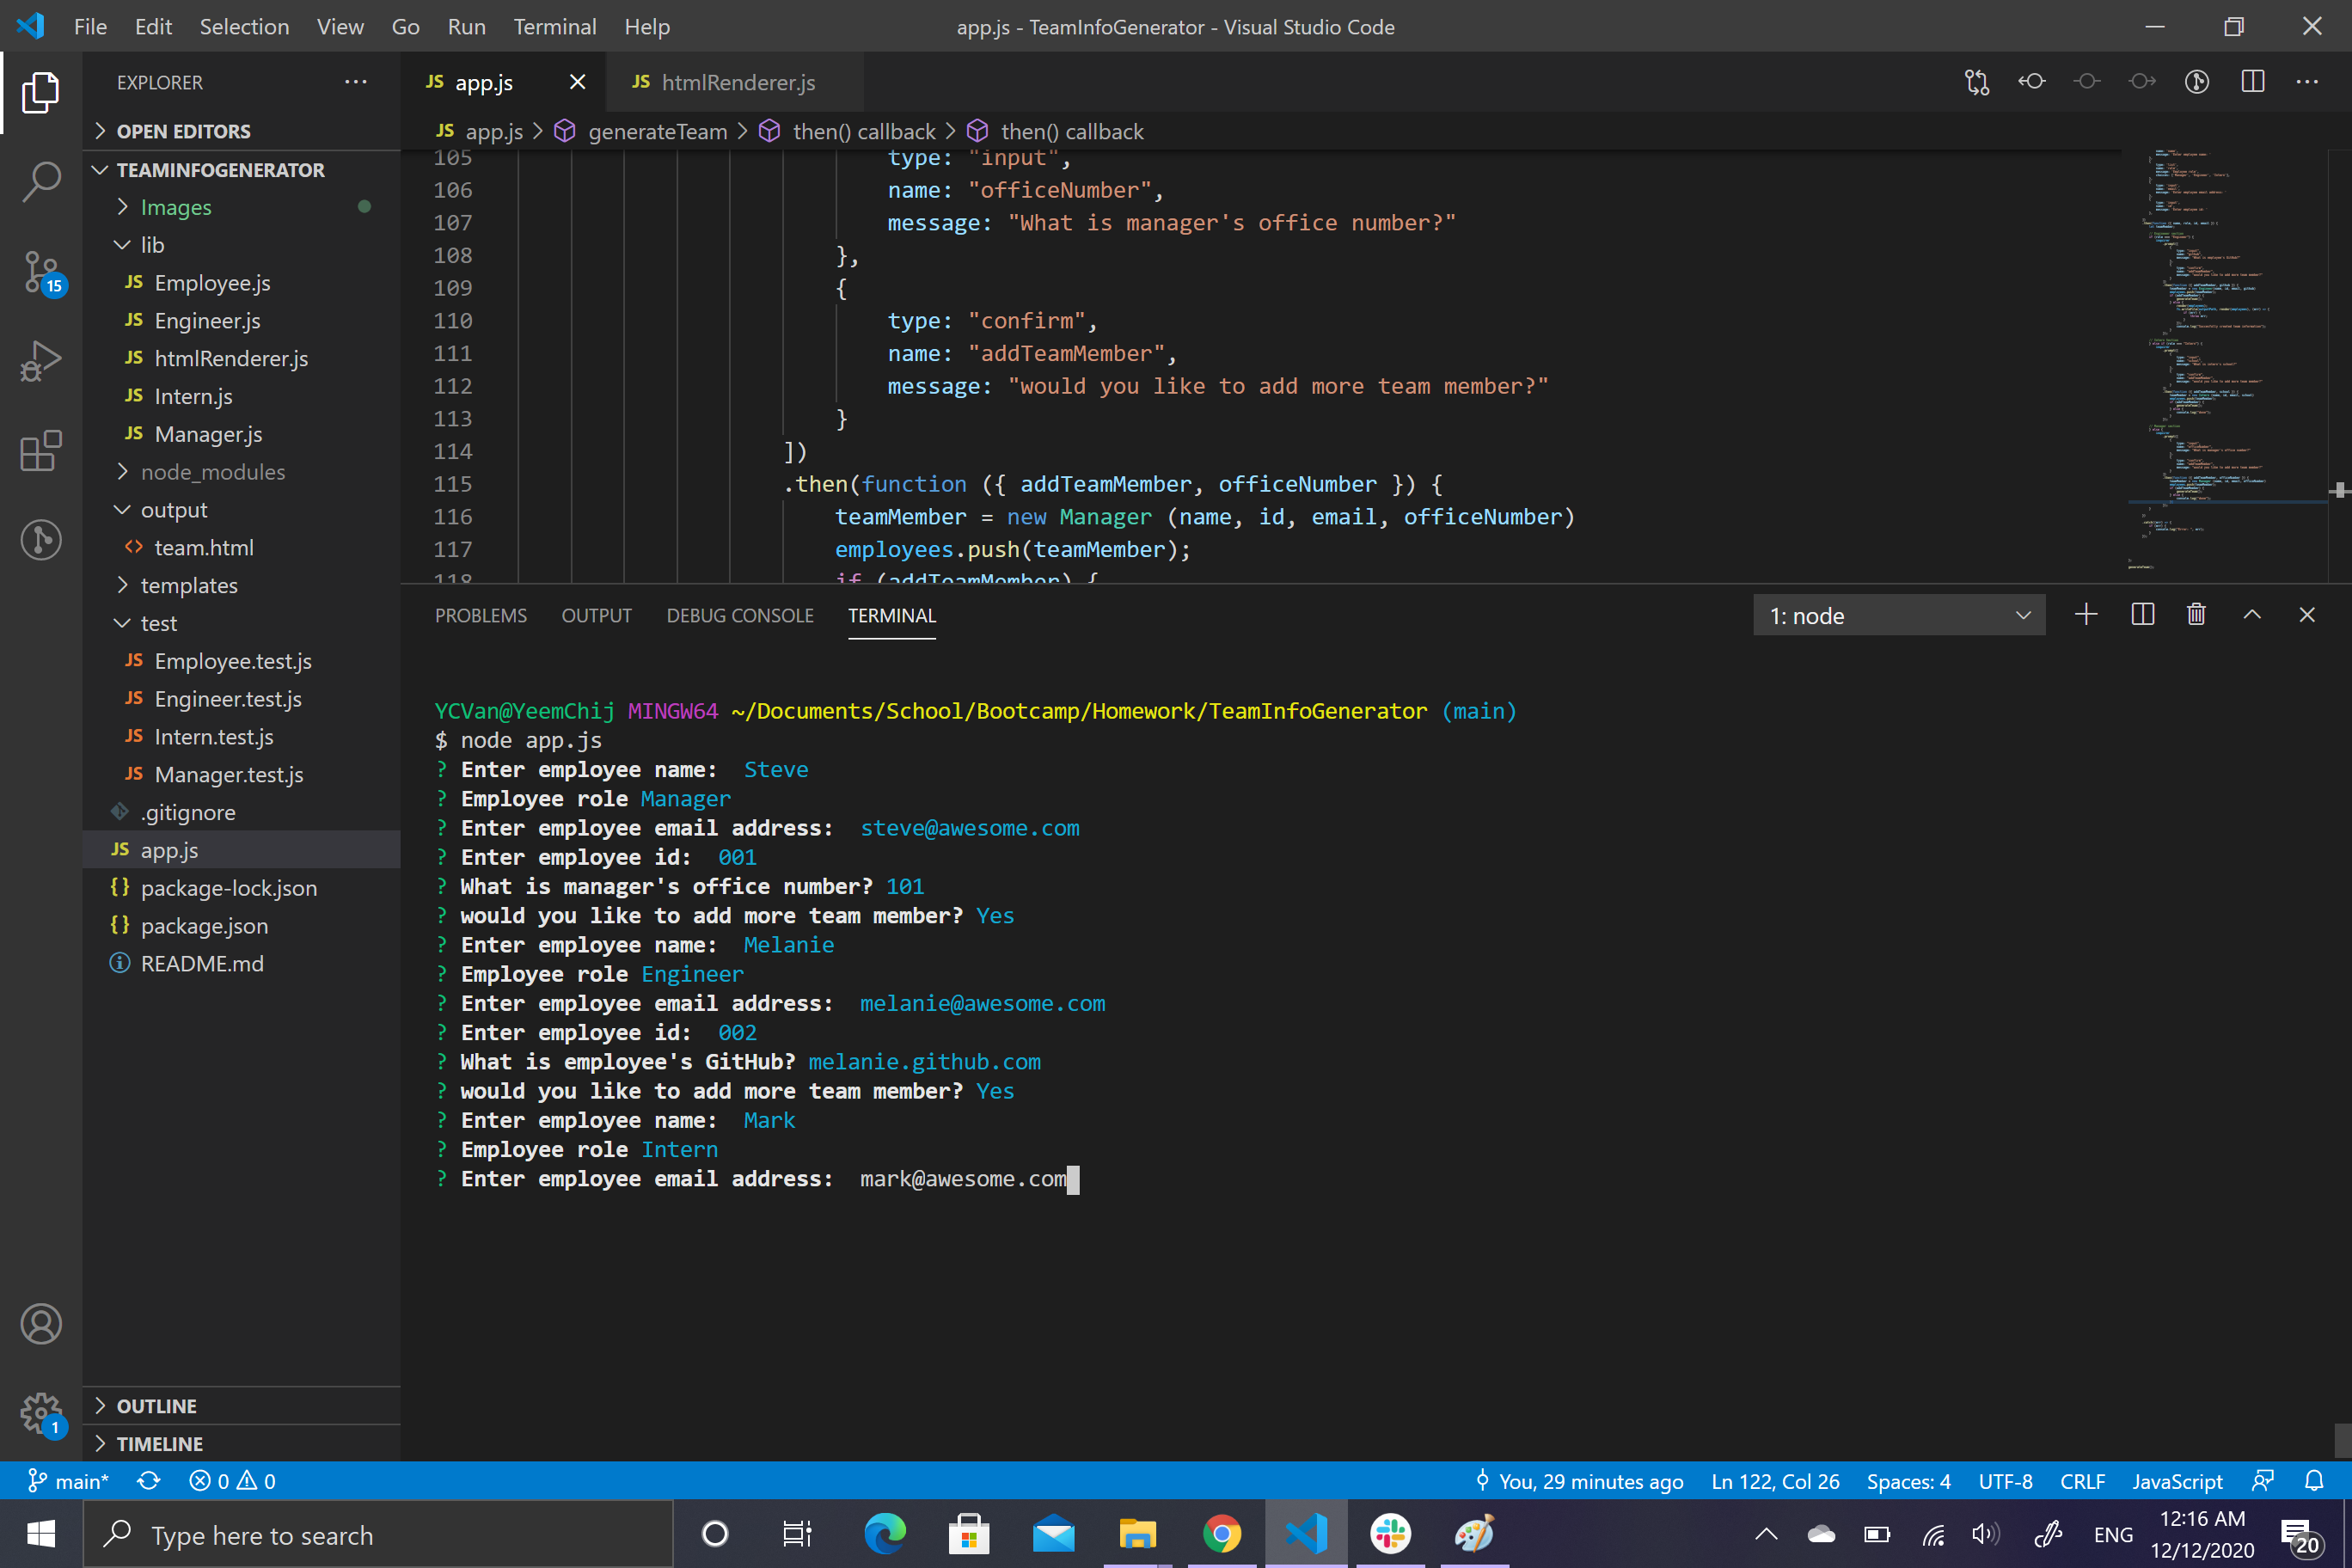 File Edit Selection View Go Run Terminal Help
app.js - TeamInfoGenerator - Visual Studio Code
EXPLORER
OPEN EDITORS
TEAMINFOGENERATOR
Images
lib
JS Employee.js
JS Engineer.js
JS htmlRenderer.js
JS Intern.js
JS Manager.js
node_modules
output
<> team.html
templates
test
JS Employee.test.js
JS Engineer.test.js
JS Intern.test.js
JS Manager.test.js
.gitignore
JS app.js
{} package-lock.json
{} package.json
README.md
OUTLINE
TIMELINE
15
1
JS app.js
JS htmlRenderer.js
JS app.js > generateTeam > then() callback > then() callback
105 type: "input",
106 name: "officeNumber",
107 message: "What is manager's office number?"
108 },
109 {
110 type: "confirm",
111 name: "addTeamMember",
112 message: "would you like to add more team member?"
113 }
114 ])
115 .then(function ({ addTeamMember, officeNumber }) {
116 teamMember = new Manager (name, id, email, officeNumber)
117 employees.push(teamMember);
118 if (addTeamMember) {
PROBLEMS OUTPUT DEBUG CONSOLE TERMINAL
1: node
YCVan@YeemChij MINGW64 ~/Documents/School/Bootcamp/Homework/TeamInfoGenerator (main)
$ node app.js
? Enter employee name: Steve
? Employee role Manager
? Enter employee email address: steve@awesome.com
? Enter employee id: 001
? What is manager's office number? 101
? would you like to add more team member? Yes
? Enter employee name: Melanie
? Employee role Engineer
? Enter employee email address: melanie@awesome.com
? Enter employee id: 002
? What is employee's GitHub? melanie.github.com
? would you like to add more team member? Yes
? Enter employee name: Mark
? Employee role Intern
? Enter employee email address: mark@awesome.com
main* 0 0
You, 29 minutes ago Ln 122, Col 26 Spaces: 4 UTF-8 CRLF JavaScript
Type here to search
ENG
12:16 AM
12/12/2020
20